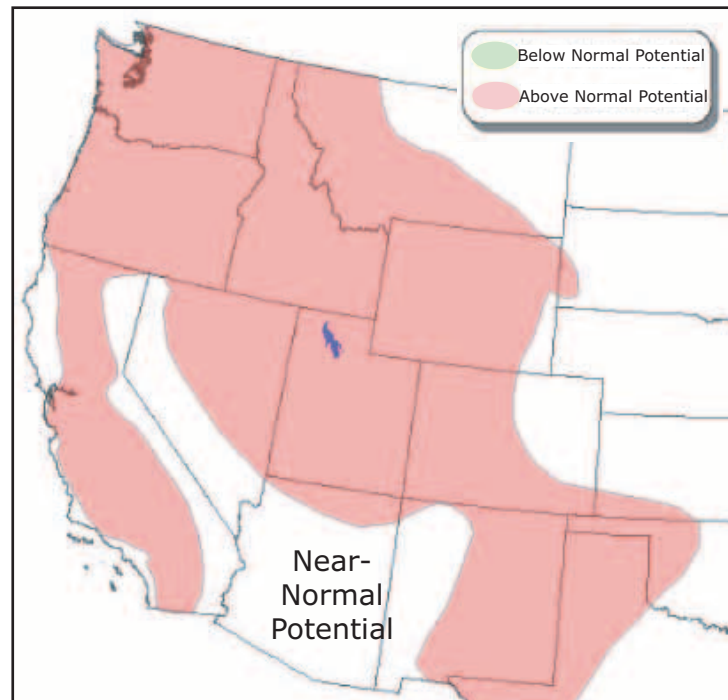 Below Normal Potential
Above Normal Potential
Near-
Normal
Potential